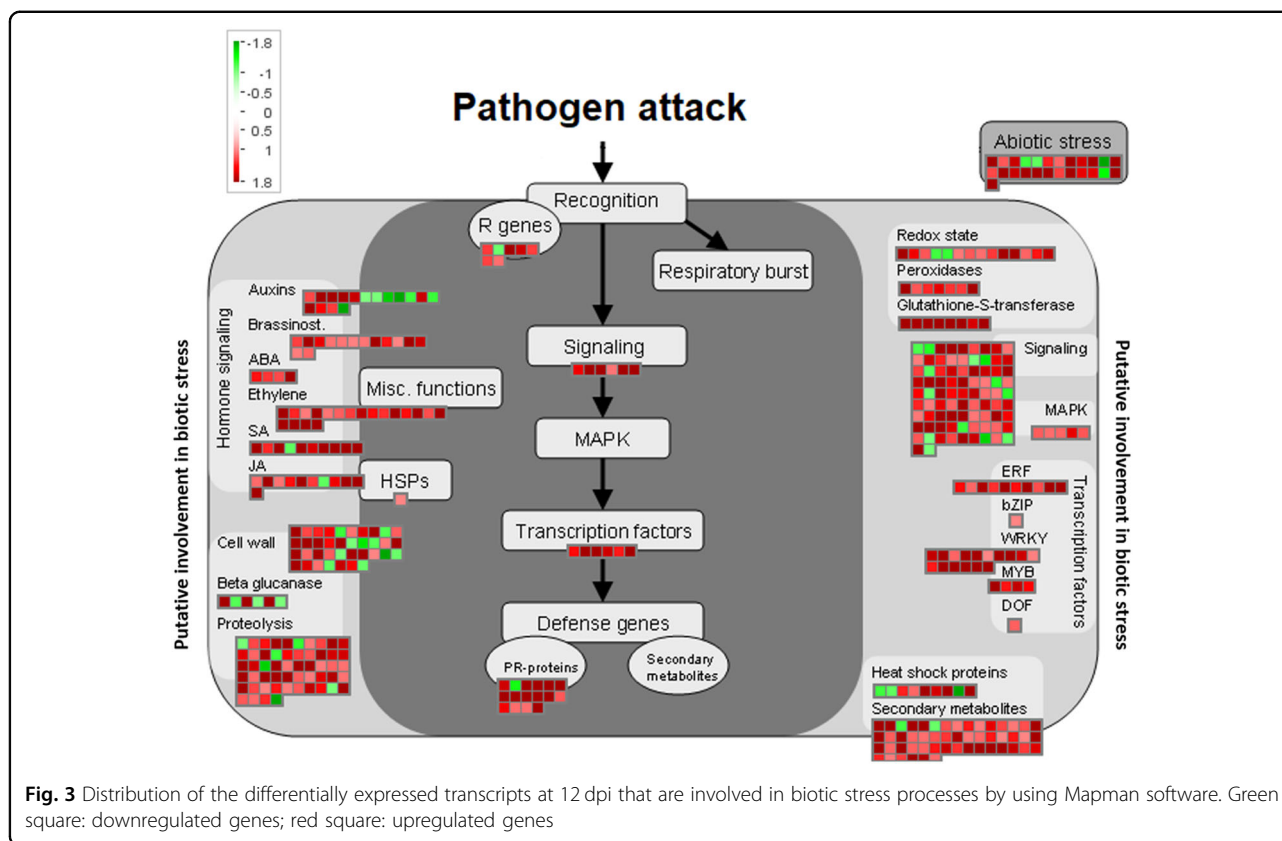 -1.8
-1
0
0.5
1
1.8
Pathogen attack
Abiotic stress
Recognition
R genes
Respiratory burst
Redox state
Peroxidases
Glutathione-S-transferase
Putative involvement in biotic stress
Hormone signaling
Auxins
Brassinost.
ABA
Ethylene
SA
JA
Misc. functions
HSPs
Signaling
MAPK
Transcription factors
Defense genes
PR-proteins
Secondary
metabolites
Cell wall
Beta glucanase
Proteolysis
Signaling
MAPK
ERF
bZIP
WRKY
MYB
DOF
Transcription factors
Putative involvement in biotic stress
Heat shock proteins
Secondary metabolites
Fig. 3 Distribution of the differentially expressed transcripts at 12 dpi that are involved in biotic stress processes by using Mapman software. Green
square: downregulated genes; red square: upregulated genes